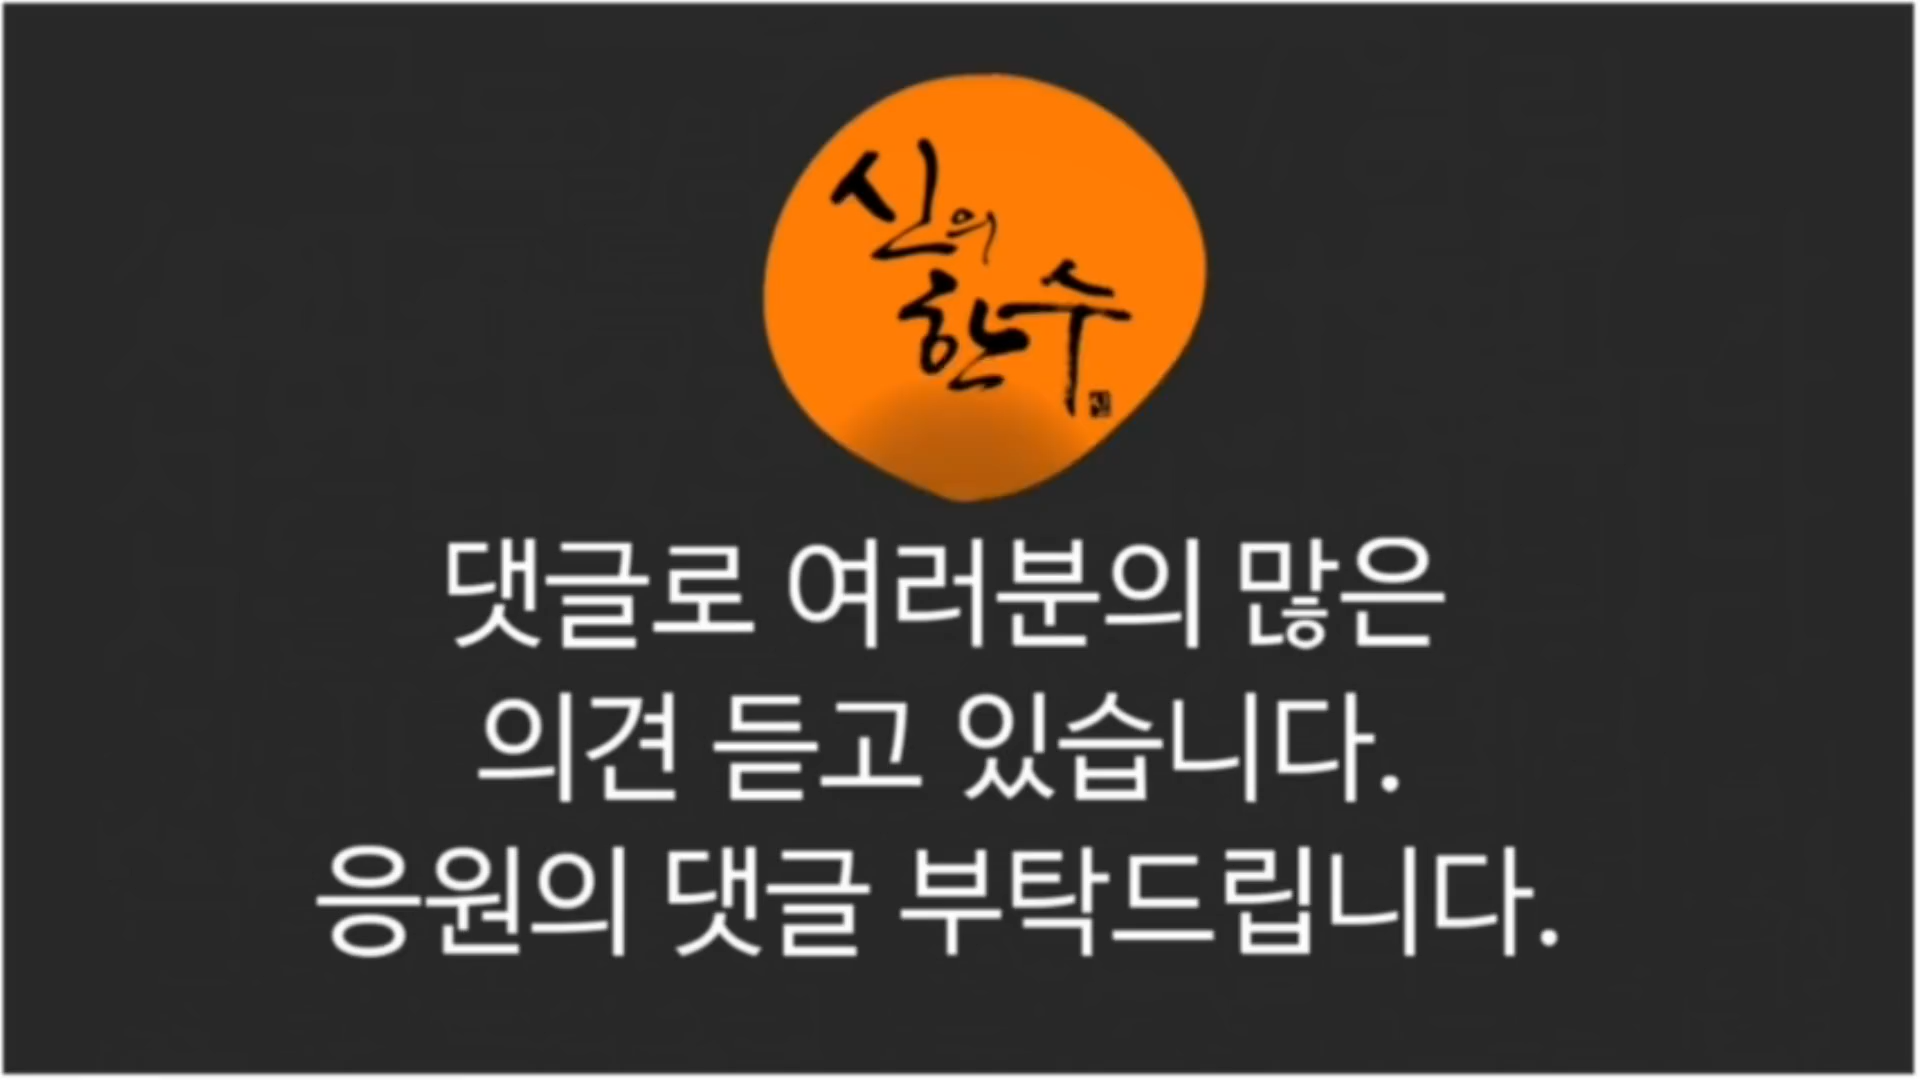 신의
한수
댓글로 여러분의 많은
의견 듣고 있습니다.
응원의 댓글 부탁드립니다.